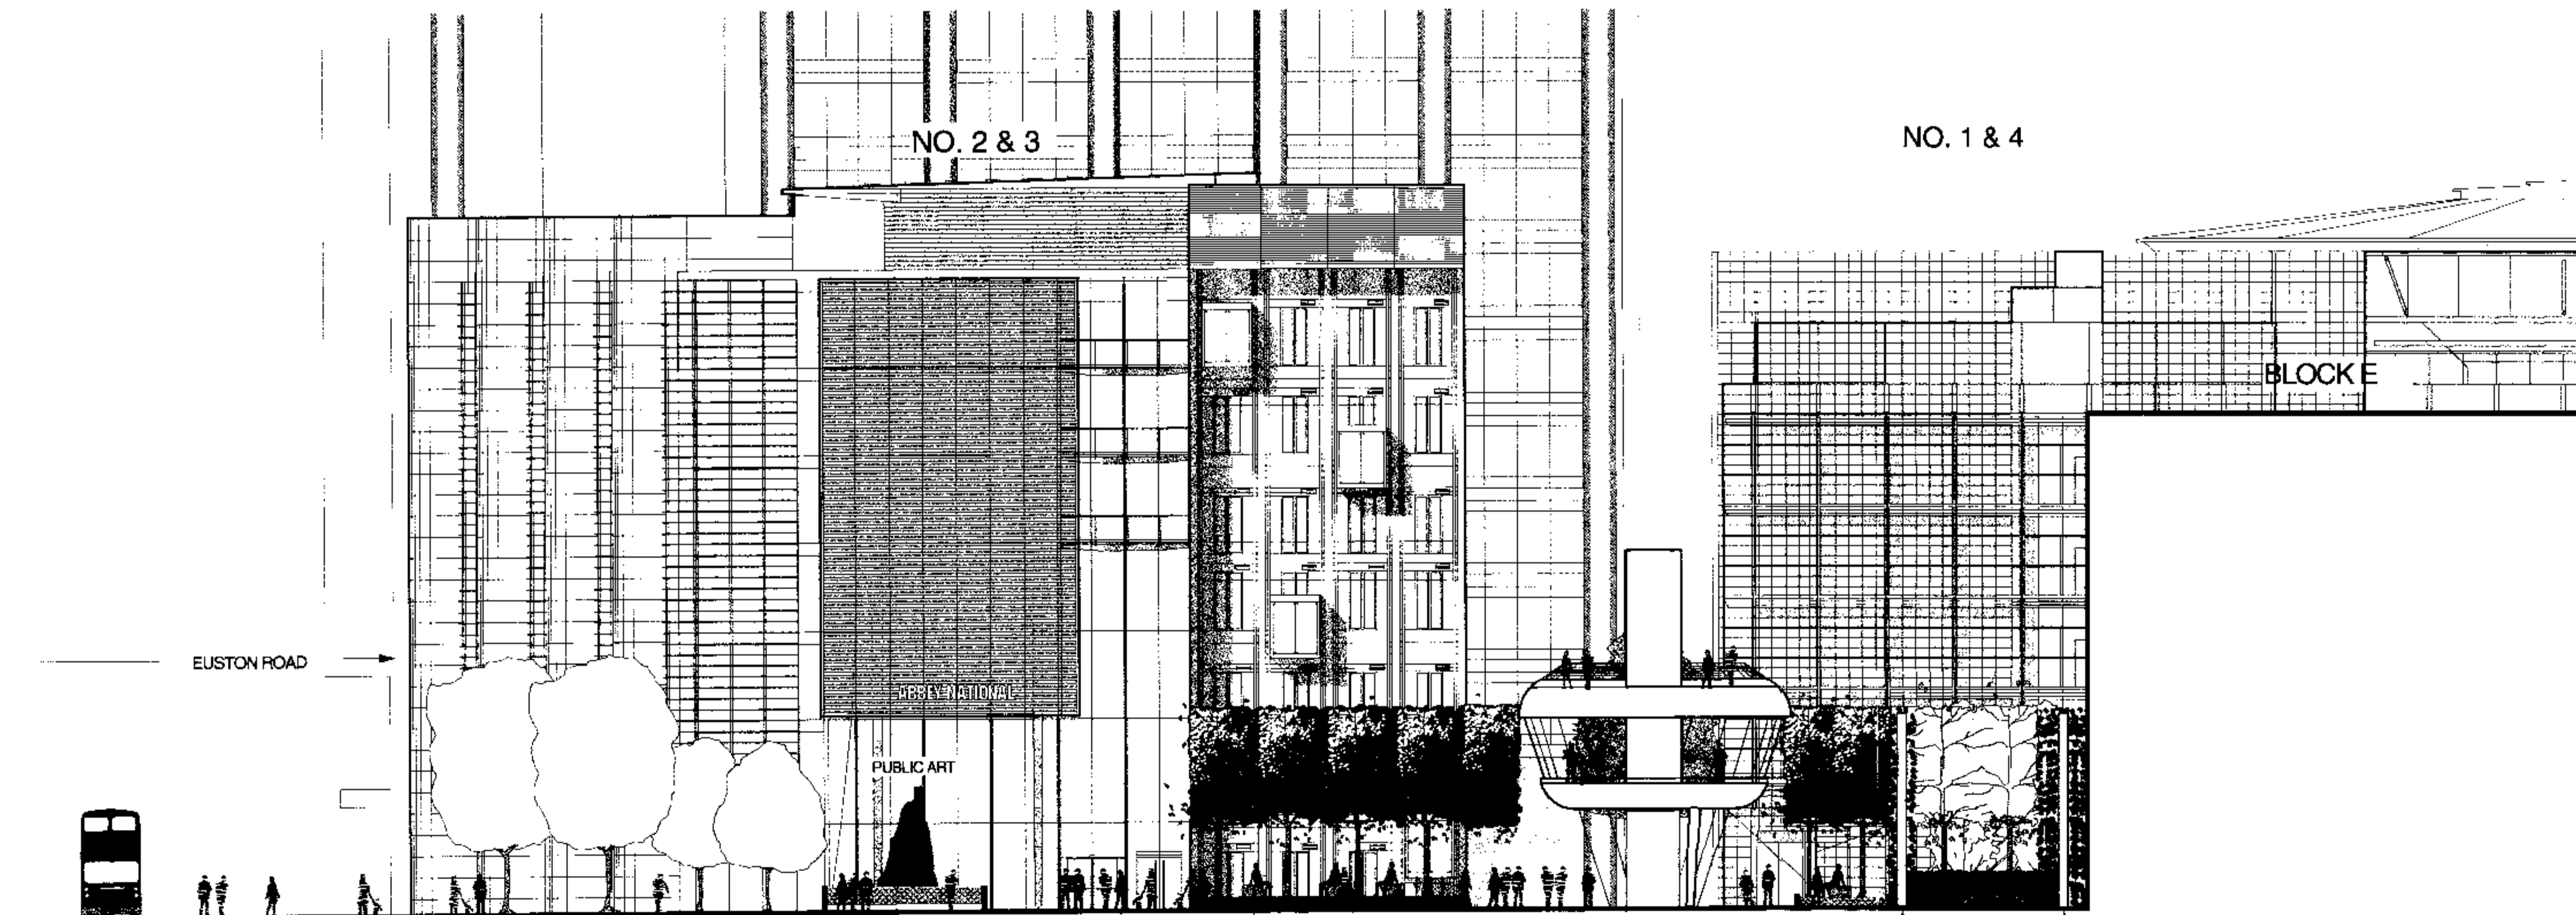 NO. 2 & 3
NO. 1 & 4
BLOCK E
EUSTON ROAD
ABBEY NATIONAL
PUBLIC ART